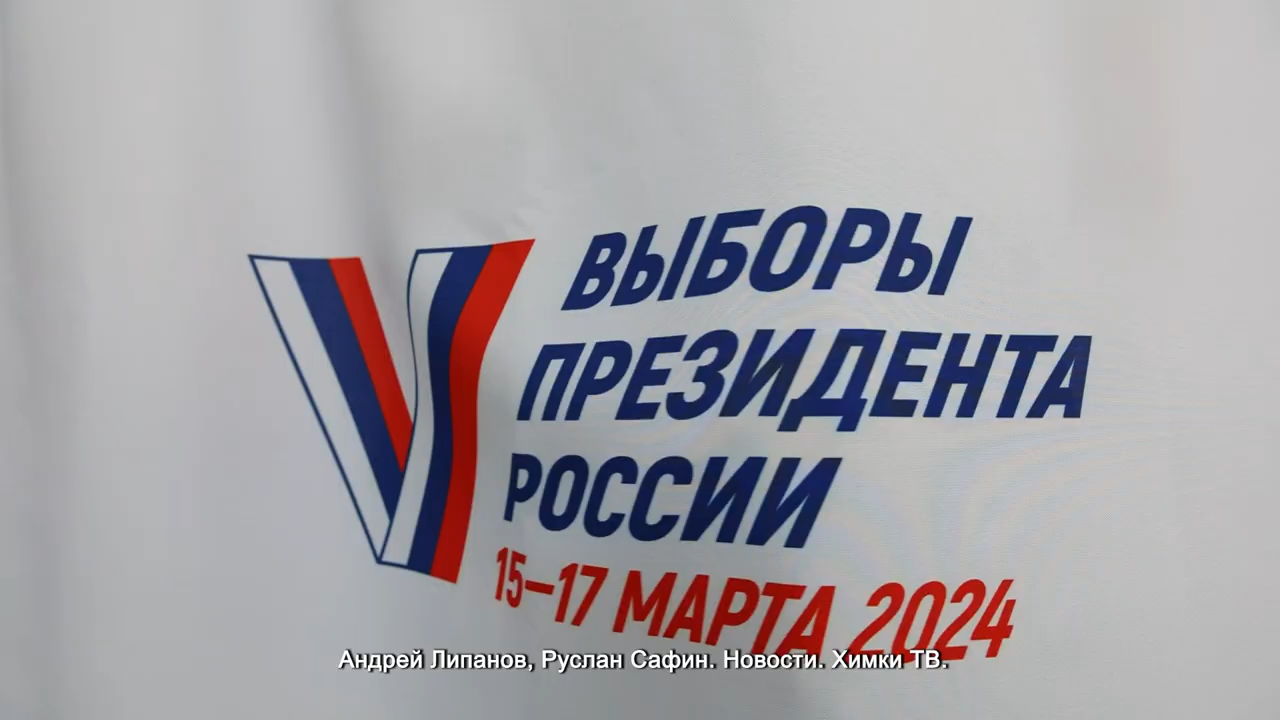 ВЫБОРЫ
ПРЕЗИДЕНТА
РОССИИ
15–17 МАРТА 2024
Андрей Липанов, Руслан Сафин. Новости. Химки ТВ.